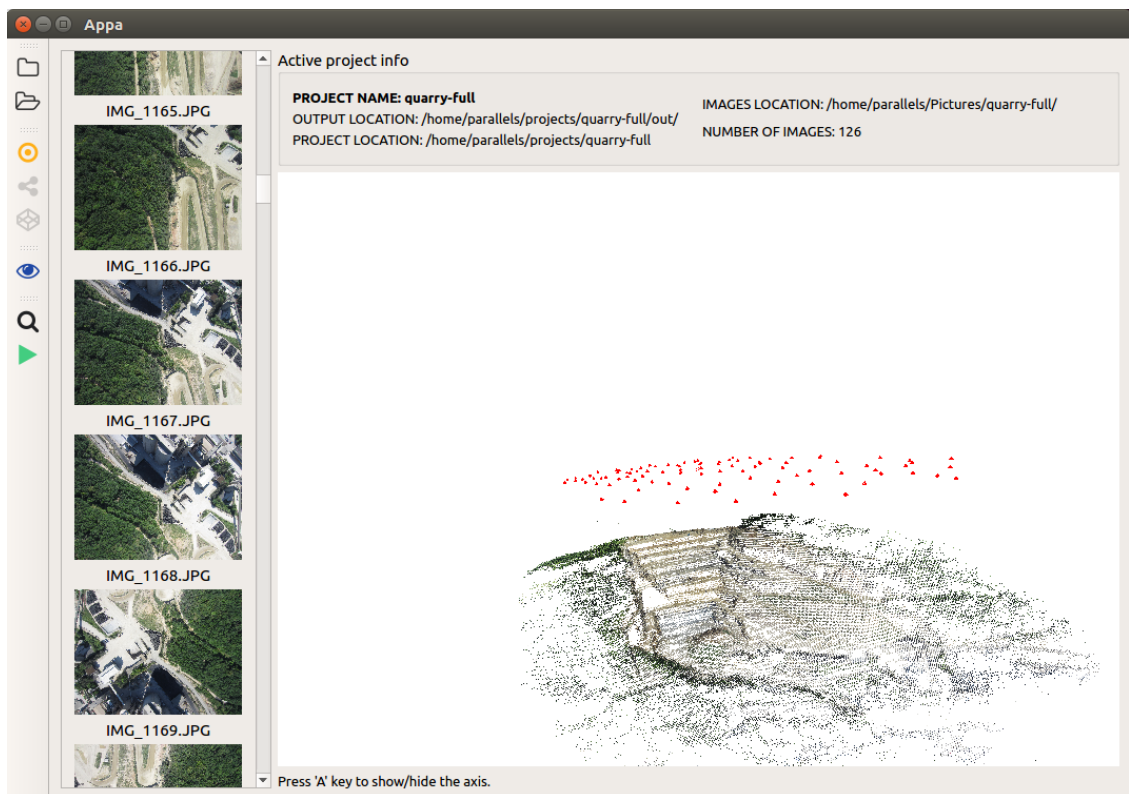 Appa
IMG_1165.JPG
IMG_1166.JPG
IMG_1167.JPG
IMG_1168.JPG
IMG_1169.JPG
Active project info
PROJECT NAME: quarry-full
OUTPUT LOCATION: /home/parallels/projects/quarry-full/out/
PROJECT LOCATION: /home/parallels/projects/quarry-full
IMAGES LOCATION: /home/parallels/Pictures/quarry-full/
NUMBER OF IMAGES: 126
Press 'A' key to show/hide the axis.